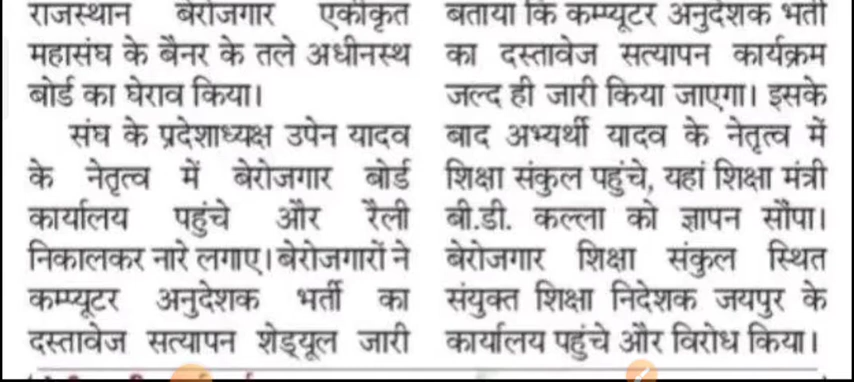 राजस्थान बेरोजगार एकीकृत
महासंघ के बैनर के तले अधीनस्थ
बोर्ड का घेराव किया।
संघ के प्रदेशाध्यक्ष उपेन यादव
के नेतृत्व में बेरोजगार बोर्ड
कार्यालय पहुंचे और रैली
निकालकर नारे लगाए। बेरोजगारों ने
कम्प्यूटर अनुदेशक भर्ती का
दस्तावेज सत्यापन शेड्यूल जारी
बताया कि कम्प्यूटर अनुदेशक भर्ती
का दस्तावेज सत्यापन कार्यक्रम
जल्द ही जारी किया जाएगा। इसके
बाद अभ्यर्थी यादव के नेतृत्व में
शिक्षा संकुल पहुंचे, यहां शिक्षा मंत्री
बी.डी. कल्ला को ज्ञापन सौंपा।
बेरोजगार शिक्षा संकुल स्थित
संयुक्त शिक्षा निदेशक जयपुर के
कार्यालय पहुंचे और विरोध किया।